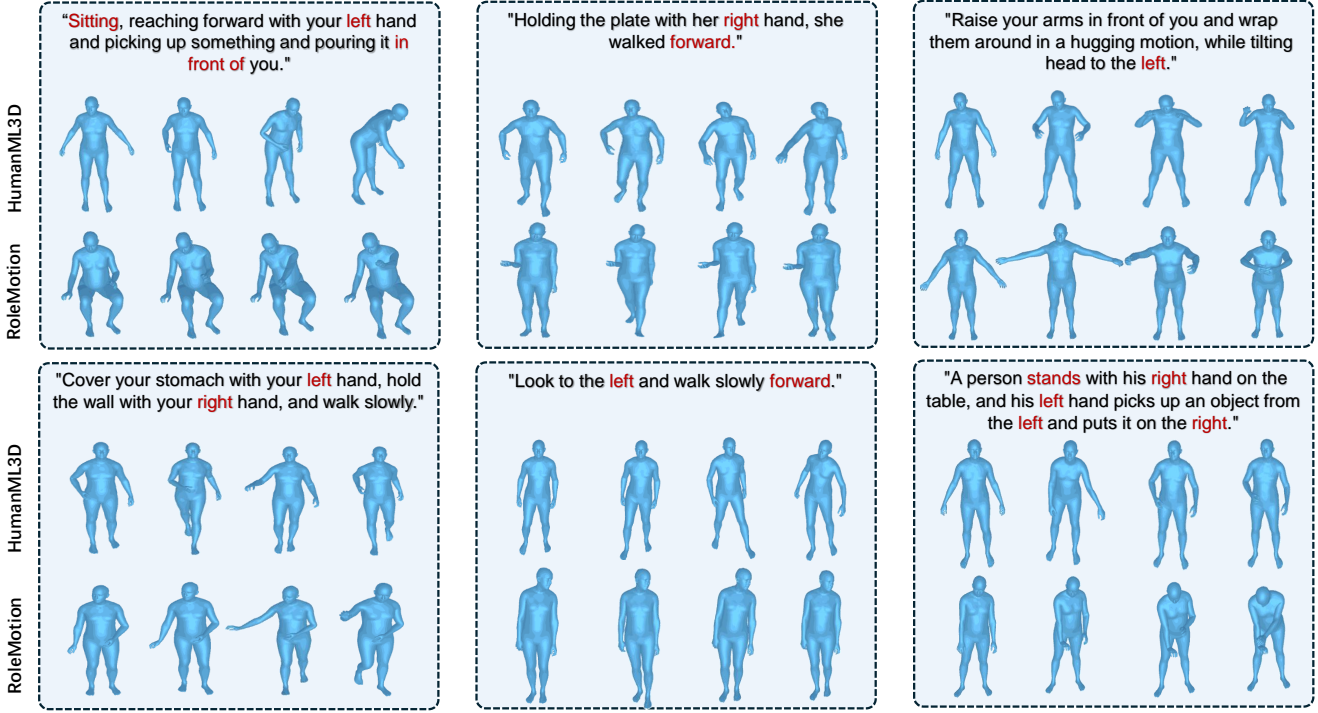 "Sitting, reaching forward with your left hand
and picking up something and pouring it in
front of you."
"Holding the plate with her right hand, she
walked forward."
"Raise your arms in front of you and wrap
them around in a hugging motion, while tilting
head to the left."
HumanML3D
RoleMotion
"Cover your stomach with your left hand, hold
the wall with your right hand, and walk slowly."
"Look to the left and walk slowly forward."
"A person stands with his right hand on the
table, and his left hand picks up an object from
the left and puts it on the right."
HumanML3D
RoleMotion